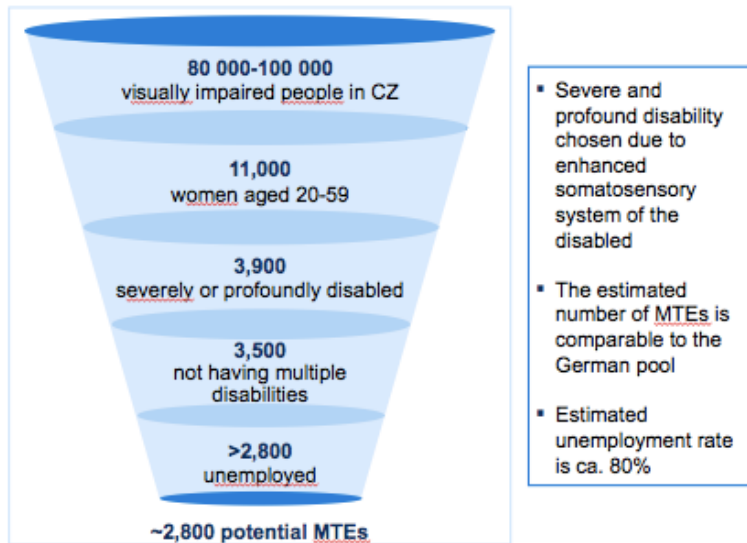 80 000-100 000
visually impaired people in CZ
11,000
women aged 20-59
3,900
severely or profoundly disabled
3,500
not having multiple
disabilities
>2,800
unemployed
~2,800 potential MTEs
▪ Severe and
profound disability
chosen due to
enhanced
somatosensory
system of the
disabled
▪ The estimated
number of MTEs is
comparable to the
German pool
▪ Estimated
unemployment rate
is ca. 80%